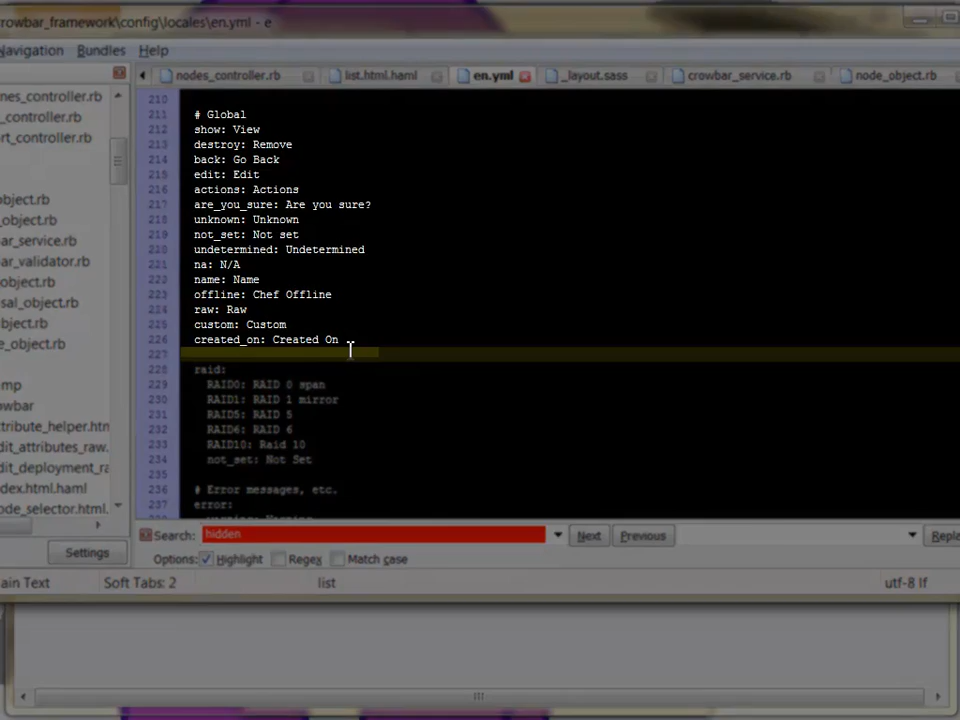 rowbar_framework\config\locales\en.yml - e
Navigation Bundles Help
nodes_controller.rb list.html.haml en.yml _layout.sass crowbar_service.rb node_object.rb
nes_controller.rb
_controller.rb
ort_controller.rb
object.rb
_object.rb
bar_service.rb
ar_validator.rb
object.rb
sal_object.rb
bject.rb
e_object.rb
mp
owbar
attribute_helper.htm
dit_attributes_raw.
dit_deployment_ra
dex.html.haml
ode_selector.html.
Settings
210
211 # Global
212 show: View
213 destroy: Remove
214 back: Go Back
215 edit: Edit
216 actions: Actions
217 are_you_sure: Are you sure?
218 unknown: Unknown
219 not_set: Not set
220 undetermined: Undetermined
221 na: N/A
222 name: Name
223 offline: Chef Offline
224 raw: Raw
225 custom: Custom
226 created_on: Created On
227
228 raid:
229 RAID0: RAID 0 span
230 RAID1: RAID 1 mirror
231 RAID5: RAID 5
232 RAID6: RAID 6
233 RAID10: Raid 10
234 not_set: Not Set
235
236 # Error messages, etc.
237 error:
Search: hidden Next Previous Repla
Options: Highlight Regex Match case
ain Text Soft Tabs: 2 list utf-8 lf